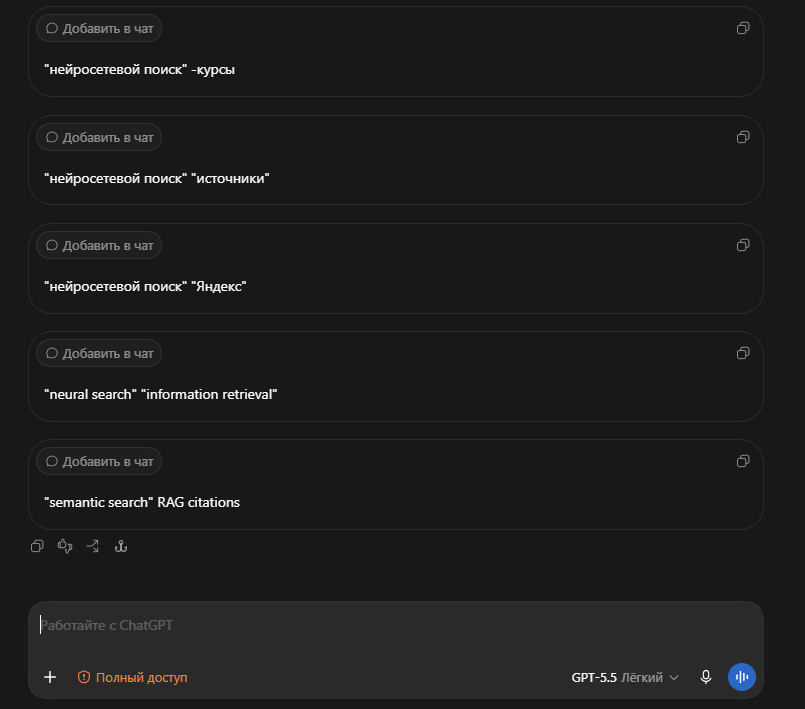 Добавить в чат
"нейросетевой поиск" -курсы
Добавить в чат
"нейросетевой поиск" "источники"
Добавить в чат
"нейросетевой поиск" "Яндекс"
Добавить в чат
"neural search" "information retrieval"
Добавить в чат
"semantic search" RAG citations
Работайте с ChatGPT
Полный доступ GPT-5.5 Лёгкий